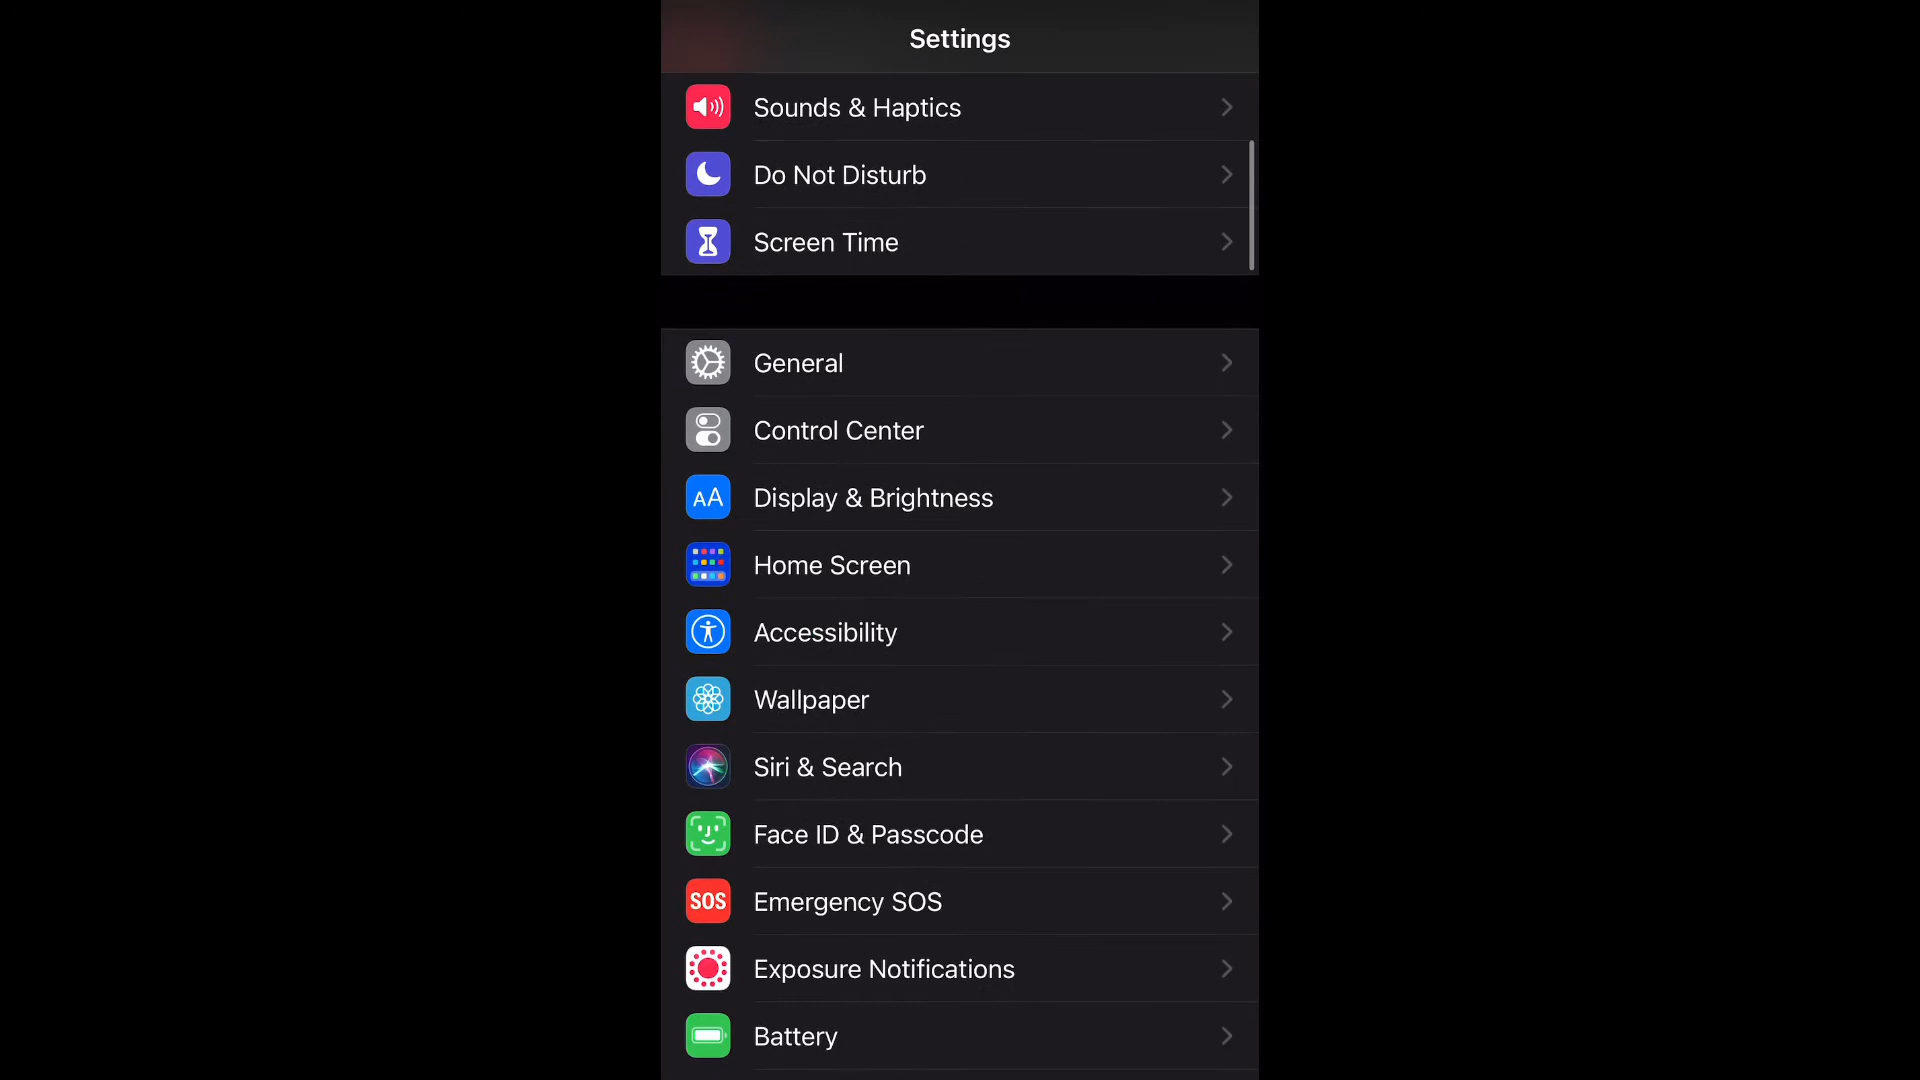 Settings
Sounds & Haptics
Do Not Disturb
Screen Time
General
Control Center
AA Display & Brightness
Home Screen
Accessibility
Wallpaper
Siri & Search
Face ID & Passcode
SOS Emergency SOS
Exposure Notifications
Battery